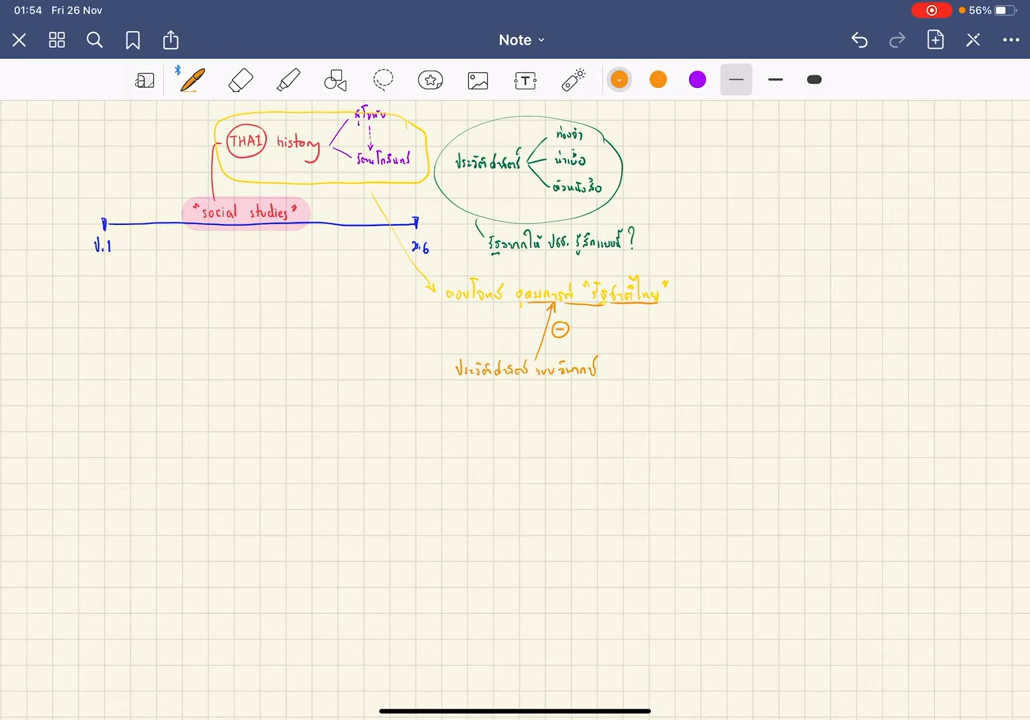 01:54 Fri 26 Nov
56%
Note
T
สุโขทัย
THAI history
รัตนโกสินทร์
ท่องจำ
ประวัติศาสตร์
น่าเบื่อ
ตัวหนังสือ
"social studies"
ป.1
ม.6
รัฐอยากให้ ปชช. รู้สึกแบบนี้ ?
ตอบโจทย์ อุดมการณ์ "รัฐชาติไทย"
ประวัติศาสตร์ แบบวิพากษ์